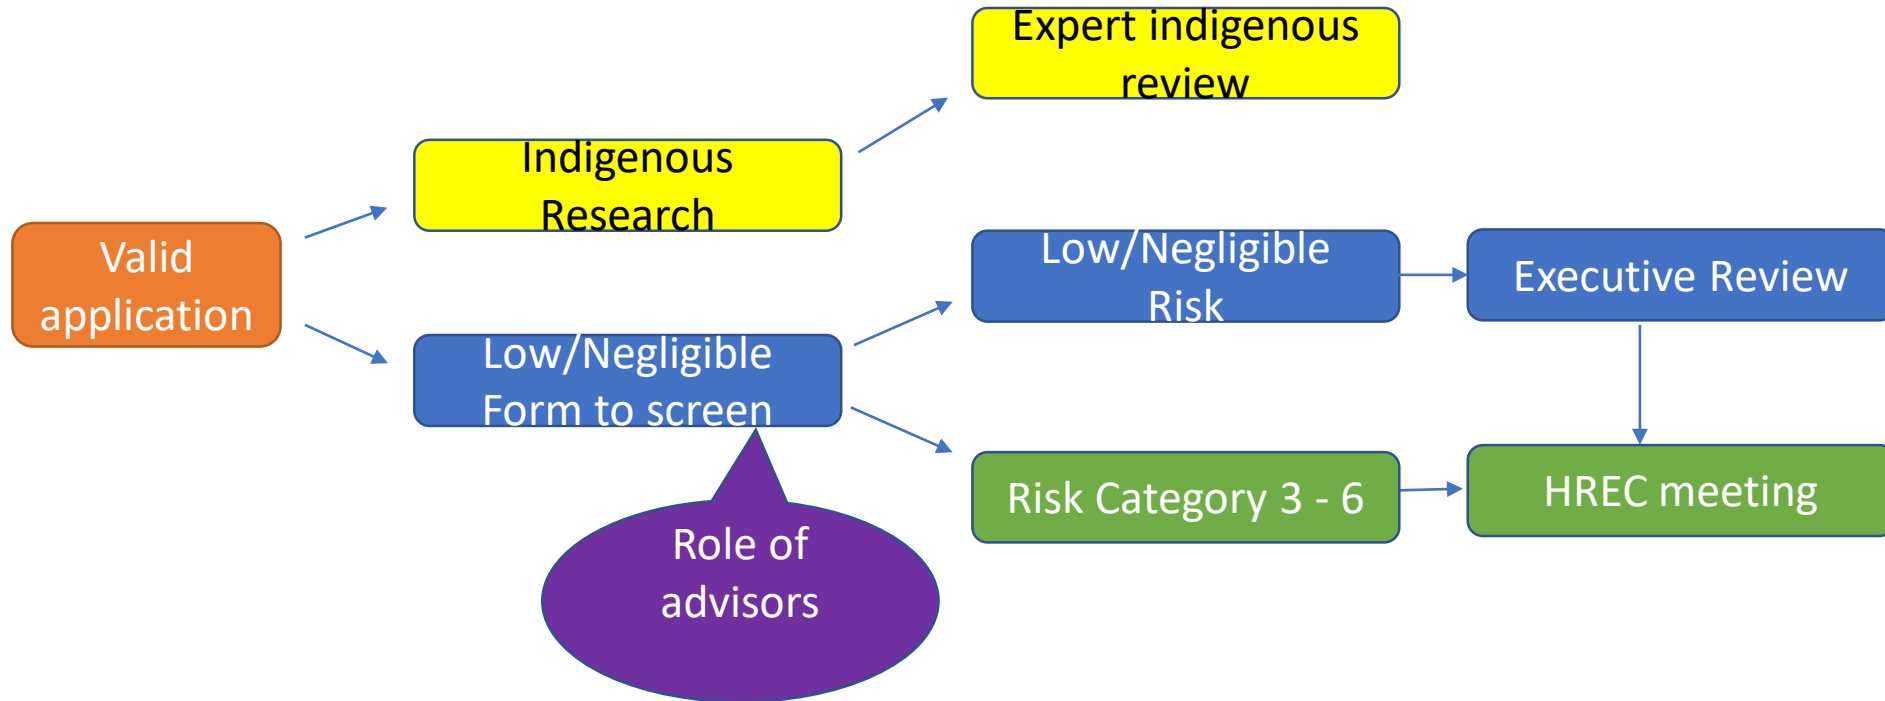 Expert indigenous
review
Indigenous
Research
Valid
application
Low/Negligible
Risk
Executive Review
Low/Negligible
Form to screen
Risk Category 3 - 6
HREC meeting
Role of
advisors